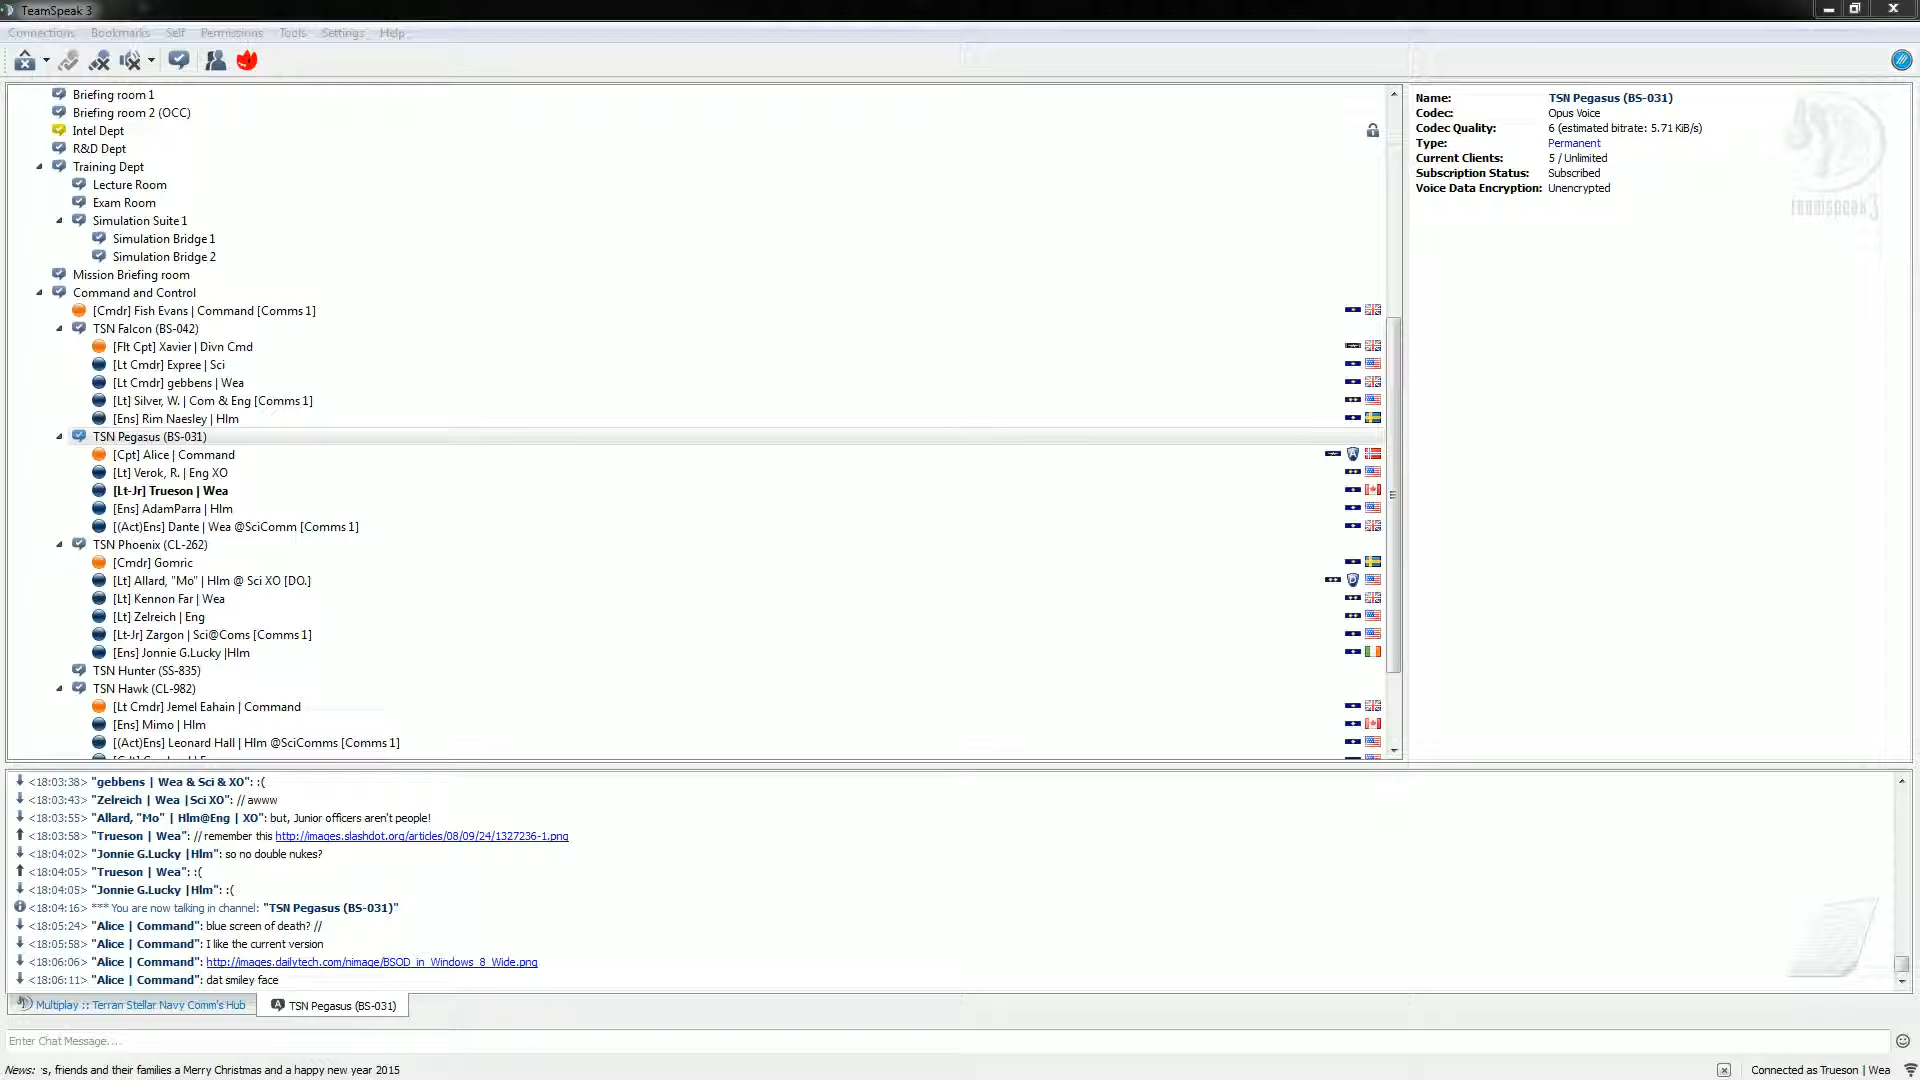 TeamSpeak 3
Connections Bookmarks Self Permissions Tools Settings Help
Briefing room 1
Briefing room 2 (OCC)
Intel Dept
R&D Dept
Training Dept
Lecture Room
Exam Room
Simulation Suite 1
Simulation Bridge 1
Simulation Bridge 2
Mission Briefing room
Command and Control
[Cmdr] Fish Evans | Command [Comms 1]
TSN Falcon (BS-042)
[Flt Cpt] Xavier | Divn Cmd
[Lt Cmdr] Expree | Sci
[Lt Cmdr] gebbens | Wea
[Lt] Silver, W. | Com & Eng [Comms 1]
[Ens] Rim Naesley | Hlm
TSN Pegasus (BS-031)
[Cpt] Alice | Command
[Lt] Verok, R. | Eng XO
[Lt-Jr] Trueson | Wea
[Ens] AdamParra | Hlm
[(Act)Ens] Dante | Wea @SciComm [Comms 1]
TSN Phoenix (CL-262)
[Cmdr] Gomric
[Lt] Allard, "Mo" | Hlm @ Sci XO [DO.]
[Lt] Kennon Far | Wea
[Lt] Zelreich | Eng
[Lt-Jr] Zargon | Sci@Coms [Comms 1]
[Ens] Jonnie G.Lucky |Hlm
TSN Hunter (SS-835)
TSN Hawk (CL-982)
[Lt Cmdr] Jemel Eahain | Command
[Ens] Mimo | Hlm
[(Act)Ens] Leonard Hall | Hlm @SciComms [Comms 1]
Name: TSN Pegasus (BS-031)
Codec: Opus Voice
Codec Quality: 6 (estimated bitrate: 5.71 KiB/s)
Type: Permanent
Current Clients: 5 / Unlimited
Subscription Status: Subscribed
Voice Data Encryption: Unencrypted
teamspeak3
<18:03:38> "gebbens | Wea & Sci & XO": :(
<18:03:43> "Zelreich | Wea |Sci XO": // awww
<18:03:55> "Allard, "Mo" | Hlm@Eng | XO": but, Junior officers aren't people!
<18:03:58> "Trueson | Wea": // remember this http://images.slashdot.org/articles/08/09/24/1327236-1.png
<18:04:02> "Jonnie G.Lucky |Hlm": so no double nukes?
<18:04:05> "Trueson | Wea": :(
<18:04:05> "Jonnie G.Lucky |Hlm": :(
<18:04:16> *** You are now talking in channel: "TSN Pegasus (BS-031)"
<18:05:24> "Alice | Command": blue screen of death? //
<18:05:58> "Alice | Command": I like the current version
<18:06:06> "Alice | Command": http://images.dailytech.com/nimage/BSOD_in_Windows_8_Wide.png
<18:06:11> "Alice | Command": dat smiley face
Multiplay :: Terran Stellar Navy Comm's Hub
TSN Pegasus (BS-031)
Enter Chat Message....
News: s, friends and their families a Merry Christmas and a happy new year 2015
Connected as Trueson | Wea